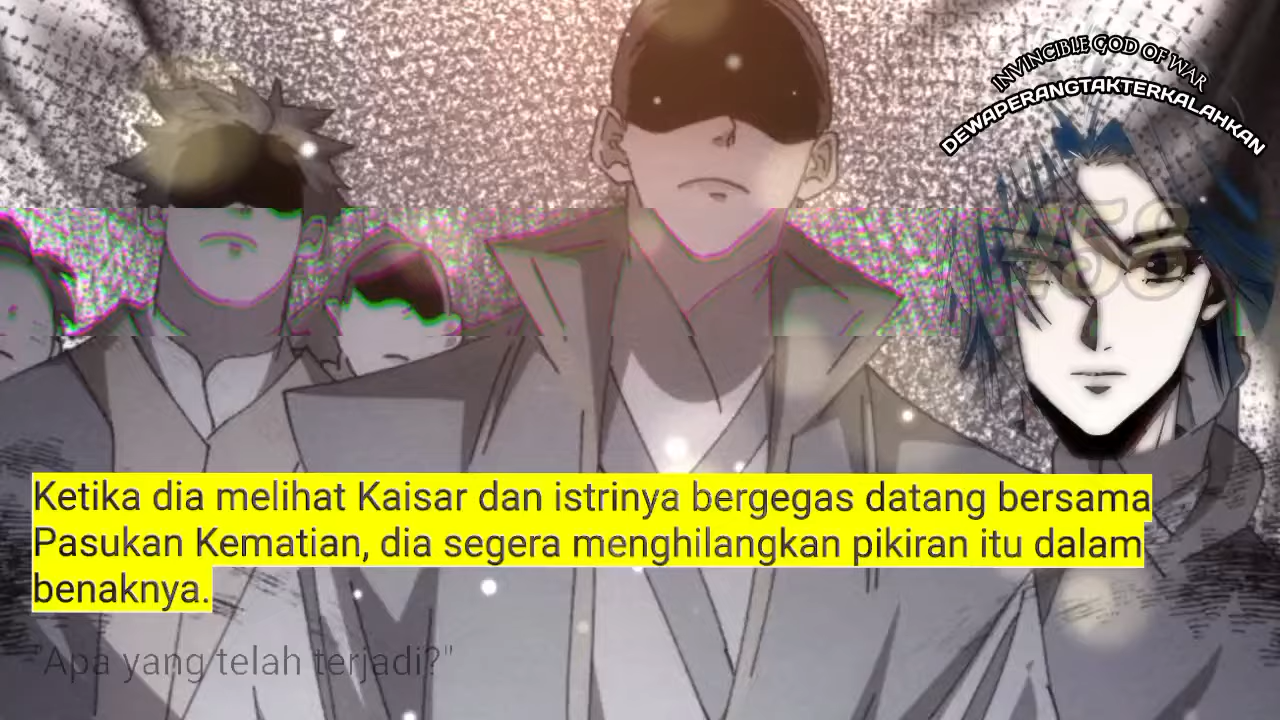 INVINCIBLE GOD OF WAR
DEWAPERANGTAKTERKALAHKAN
#58
Ketika dia melihat Kaisar dan istrinya bergegas datang bersama
Pasukan Kematian, dia segera menghilangkan pikiran itu dalam
benaknya.
"Apa yang telah terjadi?"